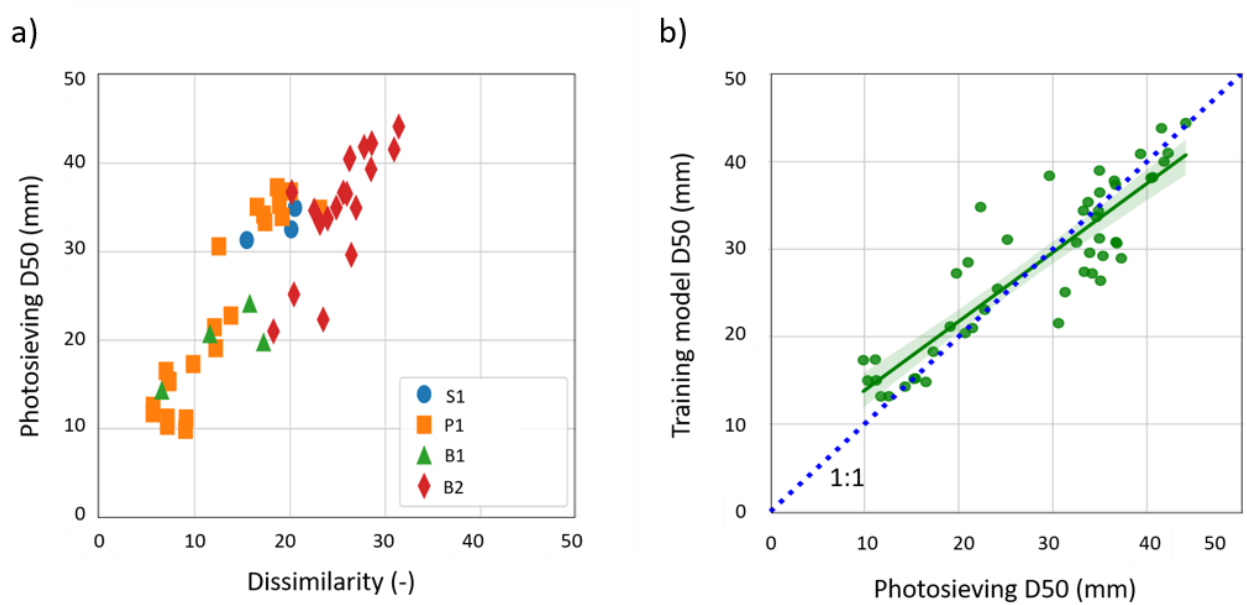 a)
50
40
30
20
10
0
Photosieving D50 (mm)
S1
P1
B1
B2
0 10 20 30 40 50
Dissimilarity (-)
b)
50
40
30
20
10
0
Training model D50 (mm)
1:1
0 10 20 30 40 50
Photosieving D50 (mm)